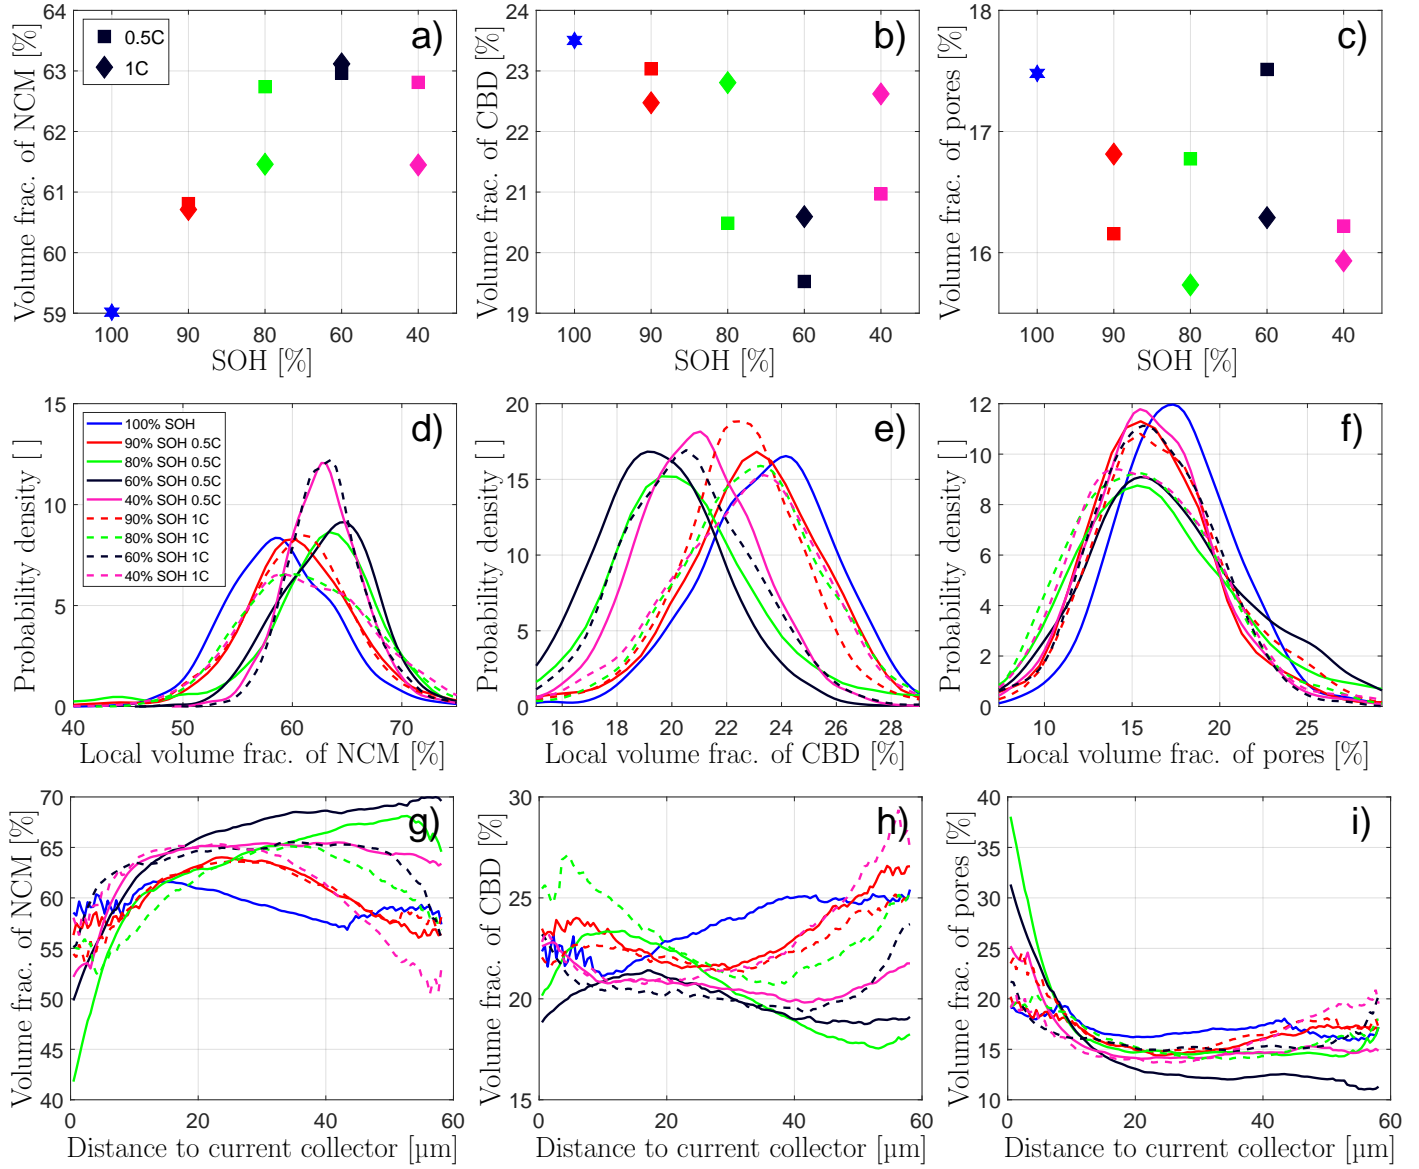 a)
Volume frac. of NCM [%]
64
63
62
61
60
59
0.5C
1C
100
90
80
60
40
SOH [%]
b)
Volume frac. of CBD [%]
24
23
22
21
20
19
100
90
80
60
40
SOH [%]
c)
Volume frac. of pores [%]
18
17
16
100
90
80
60
40
SOH [%]
d)
Probability density [ ]
15
10
5
0
100% SOH
90% SOH 0.5C
80% SOH 0.5C
60% SOH 0.5C
40% SOH 0.5C
90% SOH 1C
80% SOH 1C
60% SOH 1C
40% SOH 1C
40
50
60
70
Local volume frac. of NCM [%]
e)
Probability density [ ]
20
15
10
5
0
16
18
20
22
24
26
28
Local volume frac. of CBD [%]
f)
Probability density [ ]
12
10
8
6
4
2
0
10
15
20
25
Local volume frac. of pores [%]
g)
Volume frac. of NCM [%]
70
65
60
55
50
45
40
0
20
40
60
Distance to current collector [µm]
h)
Volume frac. of CBD [%]
30
25
20
15
0
20
40
60
Distance to current collector [µm]
i)
Volume frac. of pores [%]
40
35
30
25
20
15
10
0
20
40
60
Distance to current collector [µm]